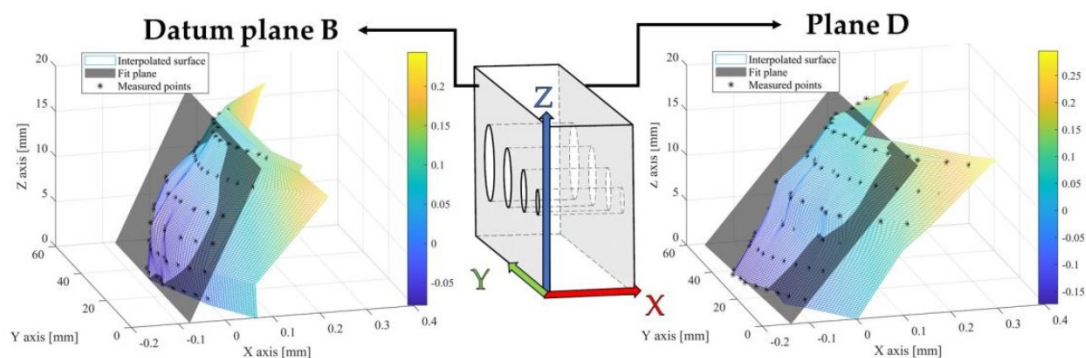 Datum plane B
Plane D
Interpolated surface
Fit plane
Measured points
20
15
10
5
0
Z axis [mm]
60
40
20
0
Y axis [mm]
-0.2
-0.1
0
0.1
0.2
0.3
0.4
X axis [mm]
0.2
0.15
0.1
0.05
0
-0.05
Z
Y
X
Interpolated surface
Fit plane
Measured points
20
15
10
5
0
Z axis [mm]
60
40
20
0
Y axis [mm]
-0.2
-0.1
0
0.1
0.2
0.3
0.4
X axis [mm]
0.25
0.2
0.15
0.1
0.05
0
-0.05
-0.1
-0.15